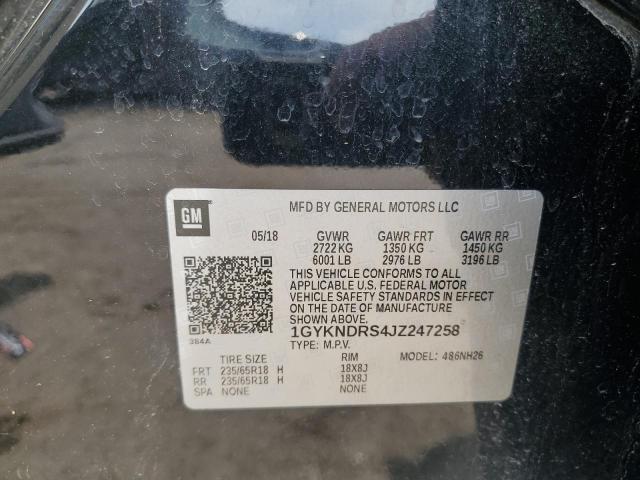 GM
MFD BY GENERAL MOTORS LLC
05/18 GVWR GAWR FRT GAWR RR
2722 KG 1350 KG 1450 KG
6001 LB 2976 LB 3196 LB
THIS VEHICLE CONFORMS TO ALL
APPLICABLE U.S. FEDERAL MOTOR
VEHICLE SAFETY STANDARDS IN EFFECT
ON THE DATE OF MANUFACTURE
SHOWN ABOVE.
1GYKNDRS4JZ247258
384A
TYPE: M.P.V.
TIRE SIZE RIM MODEL: 4&6NH26
FRT 235/65R18 H 18X8J
RR 235/65R18 H 18X8J
SPA NONE NONE